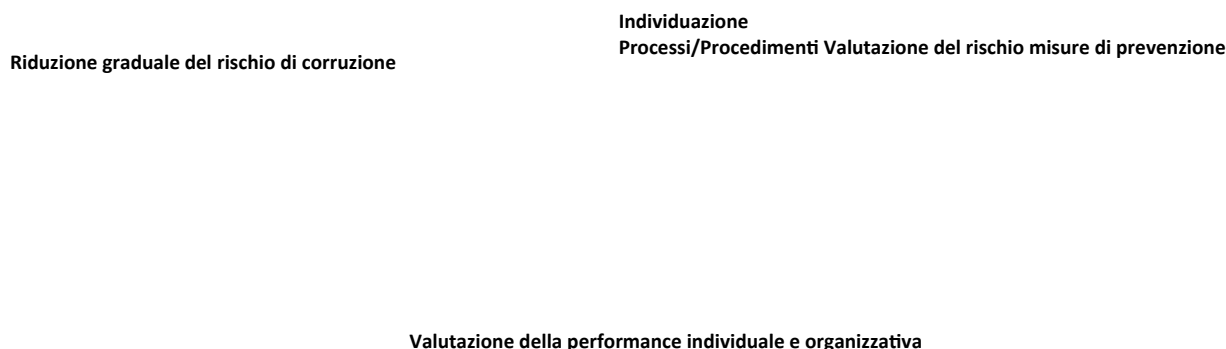 Individuazione
Processi/Procedimenti Valutazione del rischio misure di prevenzione
Riduzione graduale del rischio di corruzione
Valutazione della performance individuale e organizzativa